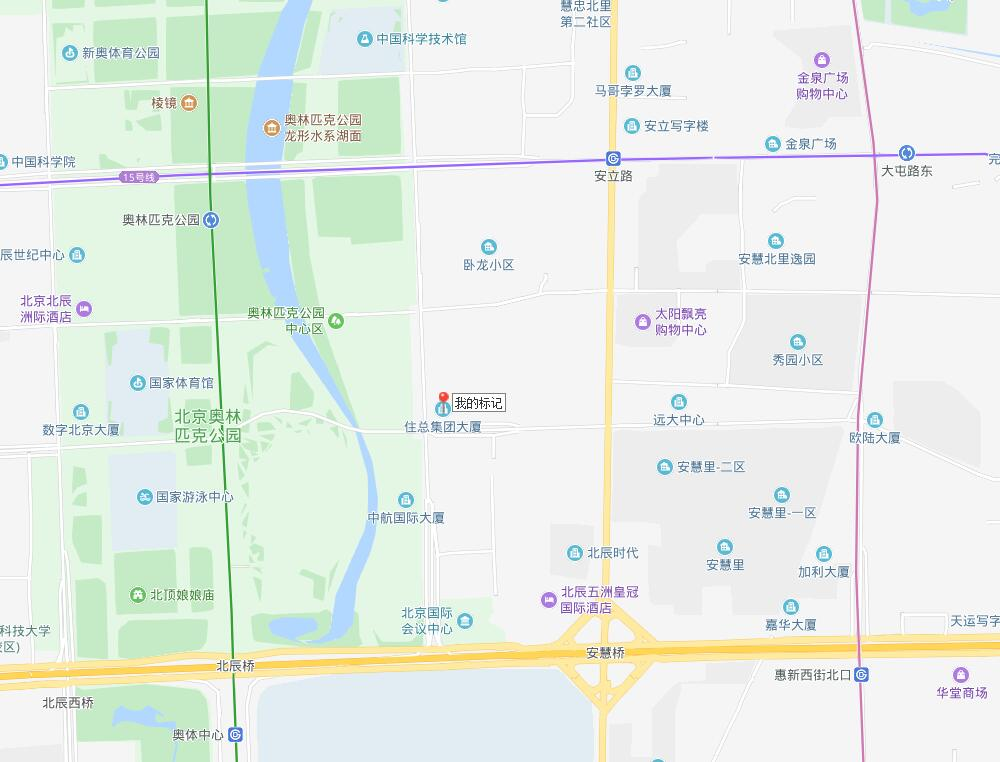 慧忠北里
第二社区
中国科学技术馆
新奥体育公园
金泉广场
购物中心
马哥孛罗大厦
棱镜
奥林匹克公园
龙形水系湖面
安立写字楼
金泉广场
中国科学院
完
安立路
大屯路东
15号线
奥林匹克公园
辰世纪中心
卧龙小区
安慧北里逸园
北京北辰
洲际酒店
奥林匹克公园
中心区
太阳飘亮
购物中心
秀园小区
国家体育馆
我的标记
数字北京大厦
北京奥林
匹克公园
住总集团大厦
远大中心
欧陆大厦
安慧里-二区
国家游泳中心
安慧里-一区
中航国际大厦
北辰时代
安慧里
加利大厦
北顶娘娘庙
北辰五洲皇冠
国际酒店
北京国际
会议中心
嘉华大厦
天运写字
科技大学
校区)
北辰桥
安慧桥
惠新西街北口
华堂商场
北辰西桥
奥体中心